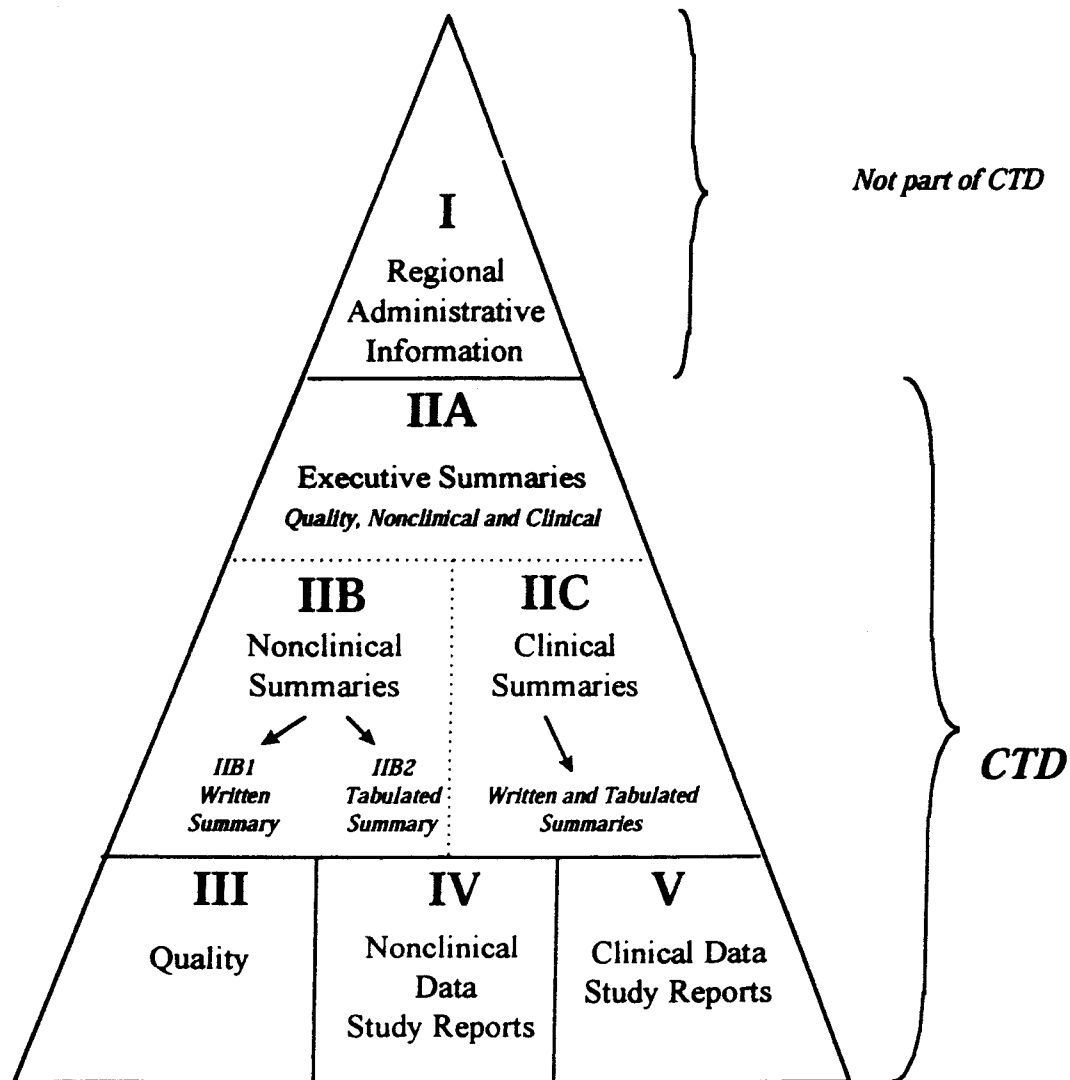 Not part of CTD
I
Regional
Administrative
Information
IIA
Executive Summaries
Quality, Nonclinical and Clinical
IIB
Nonclinical
Summaries
IIB1
Written
Summary
IIB2
Tabulated
Summary
IIC
Clinical
Summaries
Written and Tabulated
Summaries
CTD
III
Quality
IV
Nonclinical
Data
Study Reports
V
Clinical Data
Study Reports